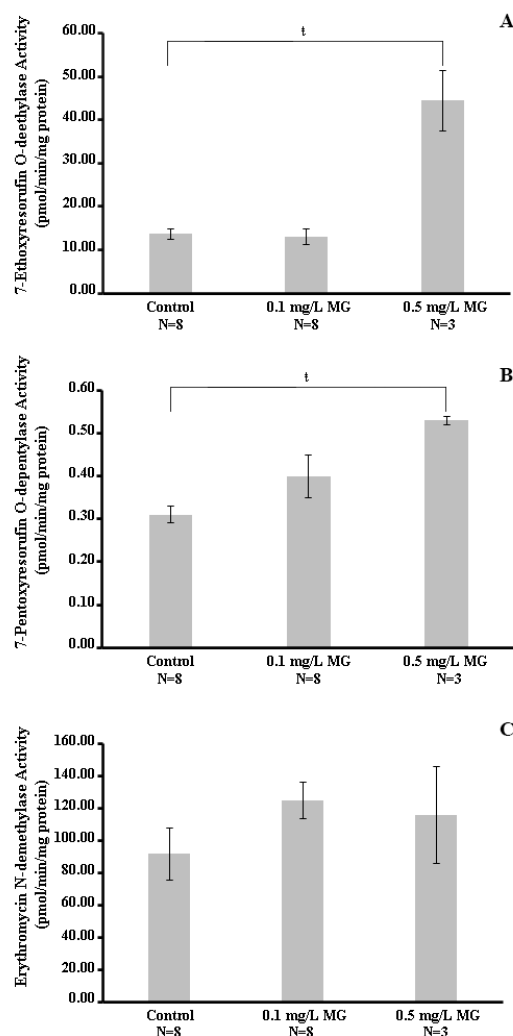 A
7-Ethoxyresorufin O-deethylase Activity
(pmol/min/mg protein)
60.00
50.00
40.00
30.00
20.00
10.00
0.00
ŧ
Control
N=8
0.1 mg/L MG
N=8
0.5 mg/L MG
N=3
B
7-Pentoxyresorufin O-depentylase Activity
(pmol/min/mg protein)
0.60
0.50
0.40
0.30
0.20
0.10
0.00
ŧ
Control
N=8
0.1 mg/L MG
N=8
0.5 mg/L MG
N=3
C
Erythromycin N-demethylase Activity
(pmol/min/mg protein)
160.00
140.00
120.00
100.00
80.00
60.00
40.00
20.00
0.00
Control
N=8
0.1 mg/L MG
N=8
0.5 mg/L MG
N=3